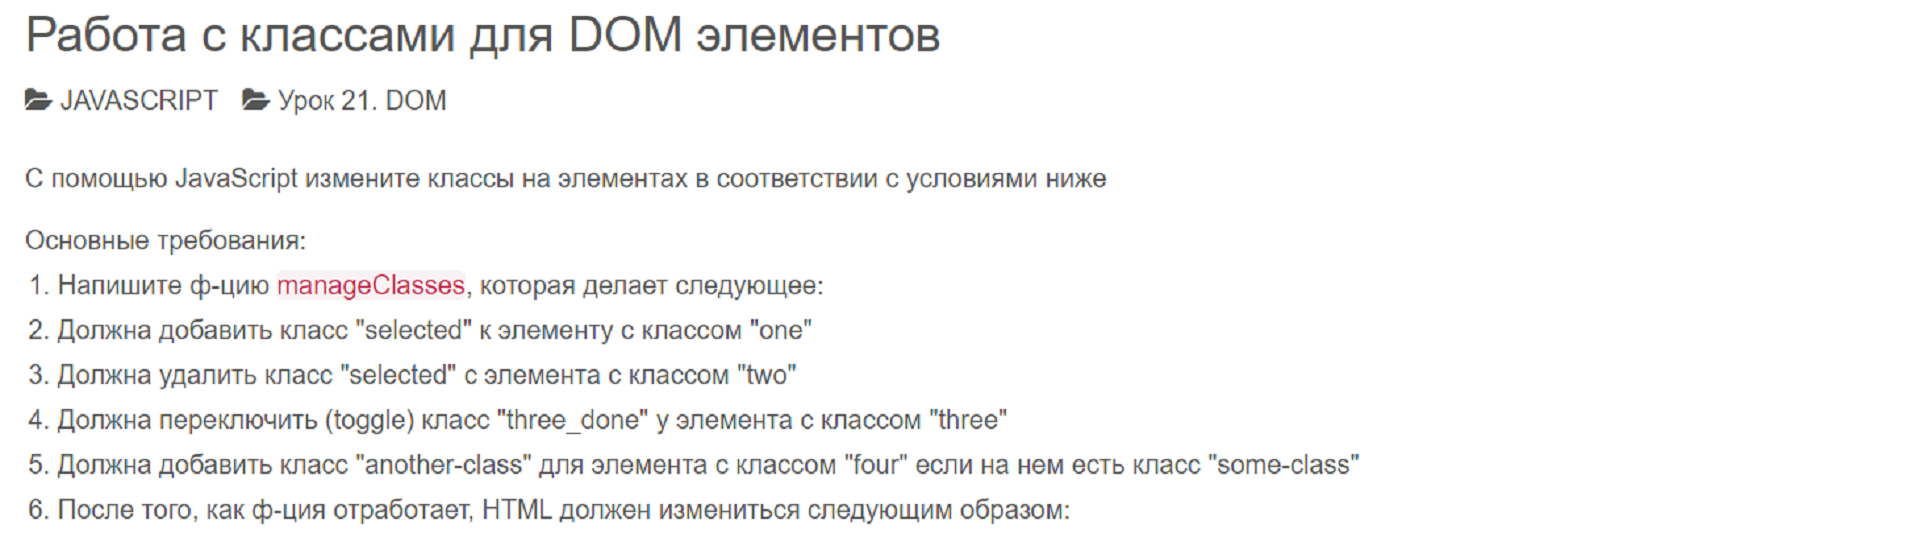 Работа с классами для DOM элементов
JAVASCRIPT Урок 21. DOM
С помощью JavaScript измените классы на элементах в соответствии с условиями ниже
Основные требования:
1. Напишите ф-цию manageClasses, которая делает следующее:
2. Должна добавить класс "selected" к элементу с классом "one"
3. Должна удалить класс "selected" с элемента с классом "two"
4. Должна переключить (toggle) класс "three_done" у элемента с классом "three"
5. Должна добавить класс "another-class" для элемента с классом "four" если на нем есть класс "some-class"
6. После того, как ф-ция отработает, HTML должен измениться следующим образом: